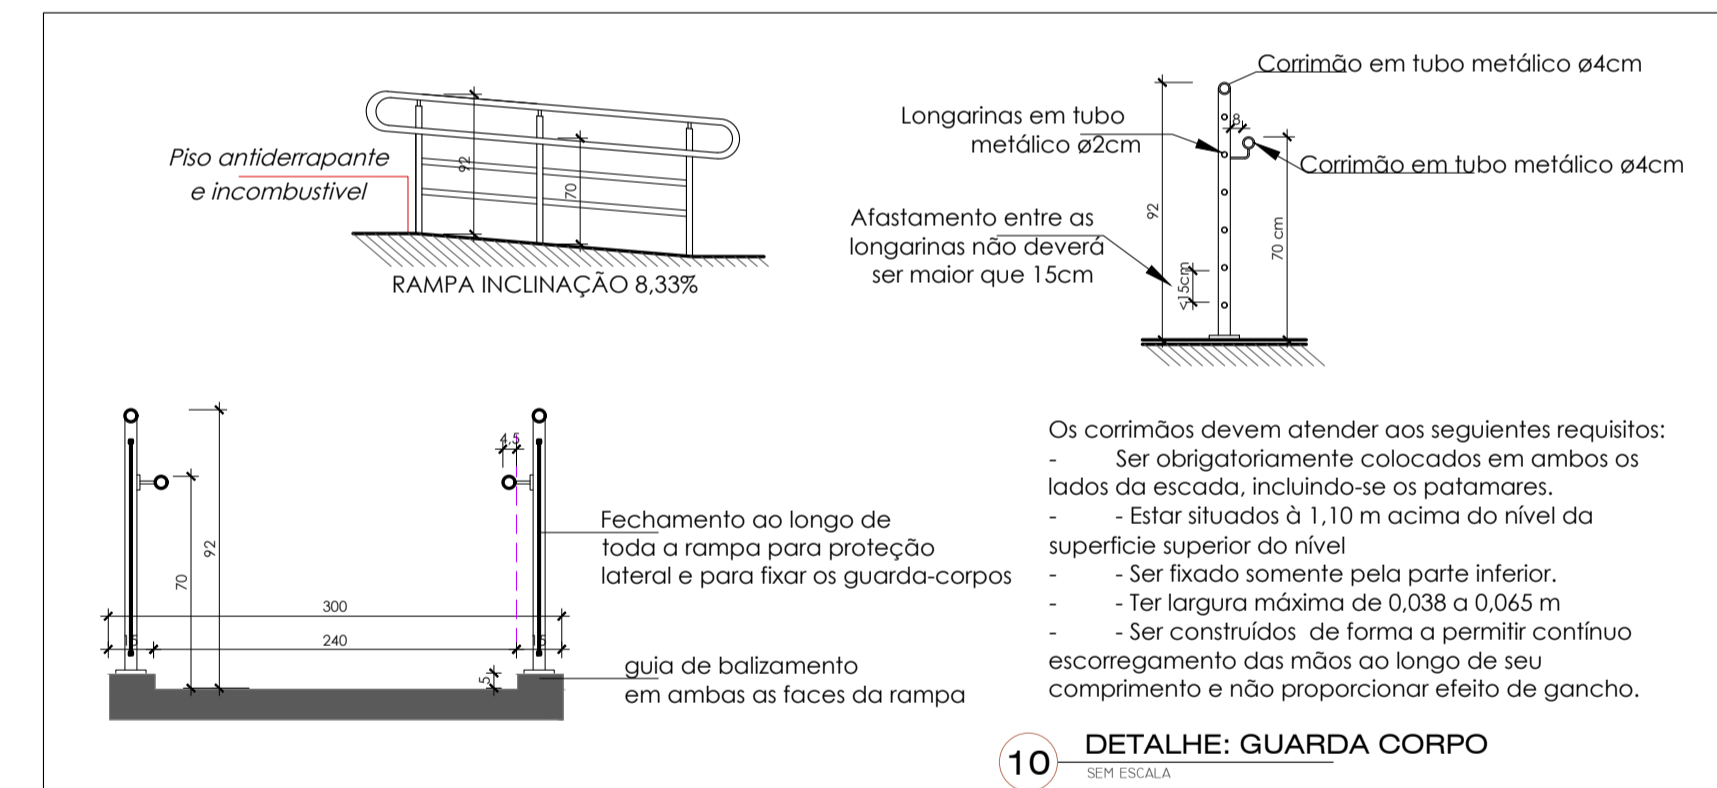 Piso antiderrapante
e incombustivel
92
70
RAMPA INCLINAÇÃO 8,33%
Corrimão em tubo metálico ø4cm
Longarinas em tubo
metálico ø2cm
8
Corrimão em tubo metálico ø4cm
Afastamento entre as
longarinas não deverá
ser maior que 15cm
92
<15cm
70 cm
4,5
92
70
300
15
240
15
5
Fechamento ao longo de
toda a rampa para proteção
lateral e para fixar os guarda-corpos
guia de balizamento
em ambas as faces da rampa
Os corrimãos devem atender aos seguientes requisitos:
- Ser obrigatoriamente colocados em ambos os
lados da escada, incluindo-se os patamares.
- - Estar situados à 1,10 m acima do nível da
superficie superior do nível
- - Ser fixado somente pela parte inferior.
- - Ter largura máxima de 0,038 a 0,065 m
- - Ser construídos de forma a permitir contínuo
escorregamento das mãos ao longo de seu
comprimento e não proporcionar efeito de gancho.
10
DETALHE: GUARDA CORPO
SEM ESCALA